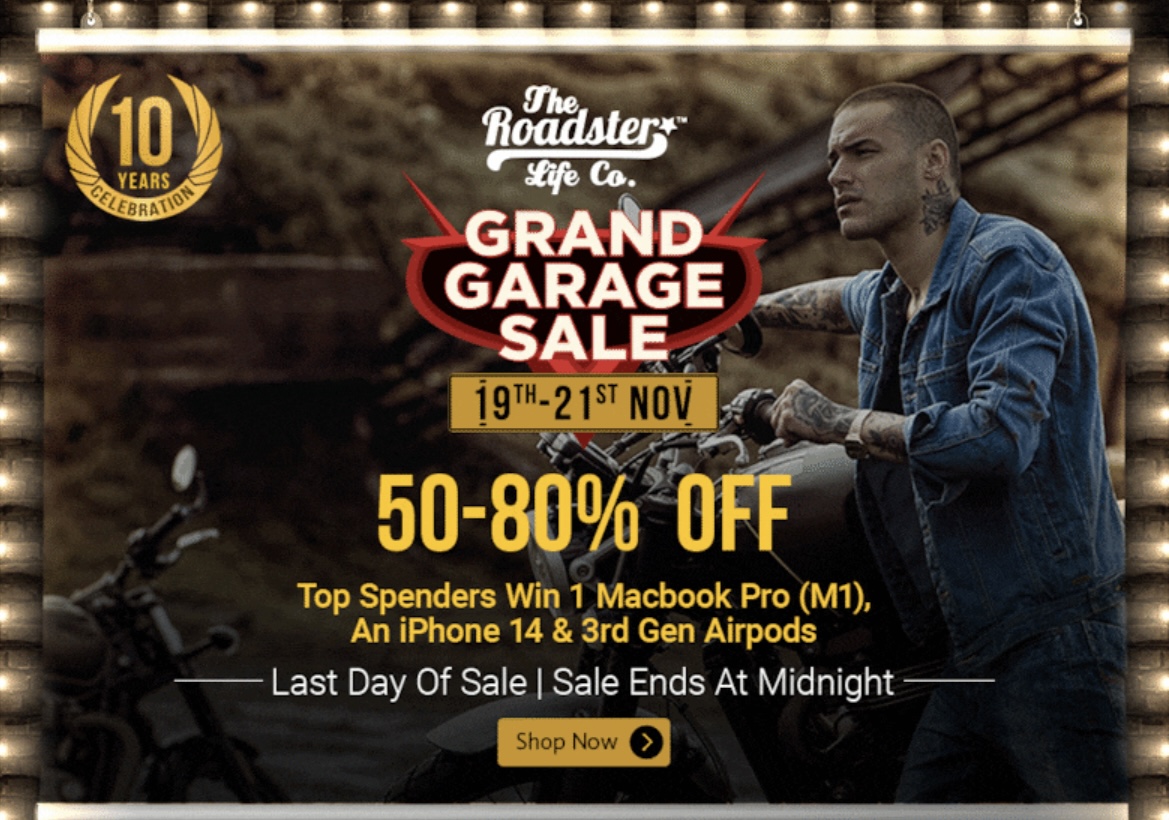 10
YEARS
CELEBRATION
The
Roadster™
Life Co.
GRAND
GARAGE
SALE
19TH-21ST NOV
50-80% OFF
Top Spenders Win 1 Macbook Pro (M1),
An iPhone 14 & 3rd Gen Airpods
Last Day Of Sale | Sale Ends At Midnight
Shop Now